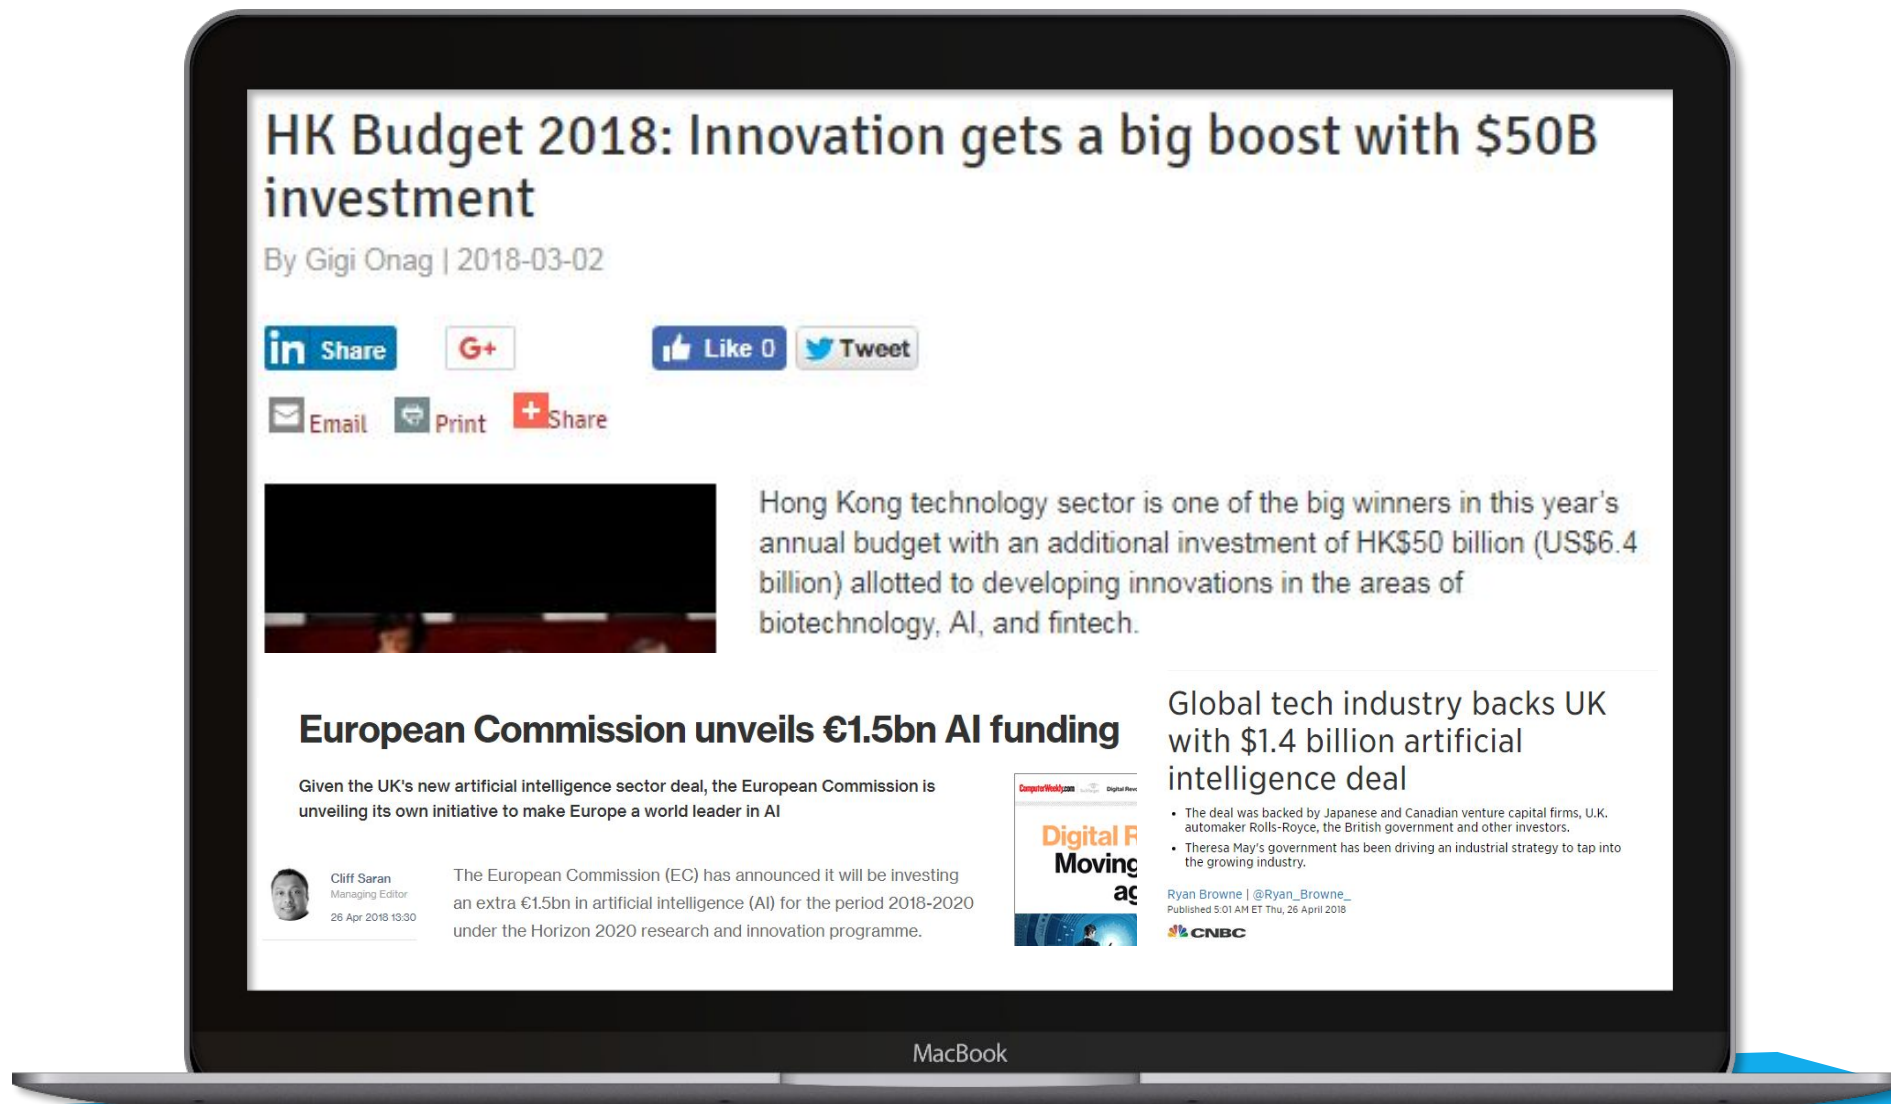 HK Budget 2018: Innovation gets a big boost with $50B
investment
By Gigi Onag | 2018-03-02
in Share
G+
Like 0
Tweet
Email
Print
Share
Hong Kong technology sector is one of the big winners in this year's
annual budget with an additional investment of HK$50 billion (US$6.4
billion) allotted to developing innovations in the areas of
biotechnology, AI, and fintech.
European Commission unveils €1.5bn AI funding
Given the UK's new artificial intelligence sector deal, the European Commission is
unveiling its own initiative to make Europe a world leader in AI
Cliff Saran
Managing Editor
26 Apr 2018 13:30
The European Commission (EC) has announced it will be investing
an extra €1.5bn in artificial intelligence (AI) for the period 2018-2020
under the Horizon 2020 research and innovation programme.
ComputerWeekly.com
Digital
Moving
Global tech industry backs UK
with $1.4 billion artificial
intelligence deal
• The deal was backed by Japanese and Canadian venture capital firms, U.K.
automaker Rolls-Royce, the British government and other investors.
• Theresa May's government has been driving an industrial strategy to tap into
the growing industry.
Ryan Browne | @Ryan_Browne_
Published 5:01 AM ET Thu, 26 April 2018
CNBC
MacBook